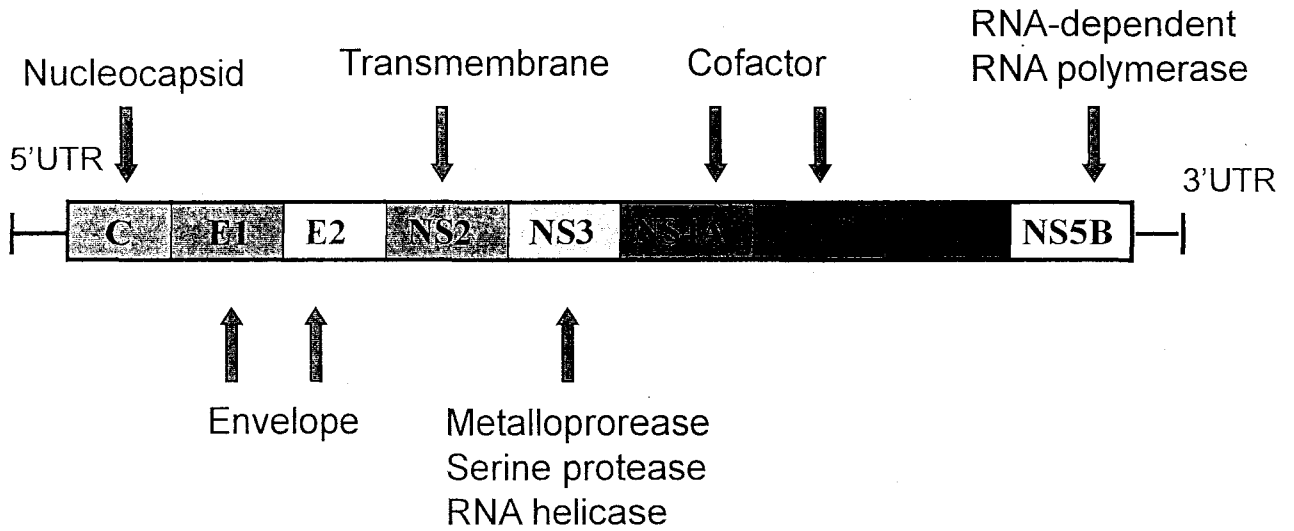 RNA-dependent
RNA polymerase
Nucleocapsid
Transmembrane
Cofactor
5'UTR
3'UTR
C E1 E2 NS2 NS3 NS4A NS5B
Envelope
Metalloprorease
Serine protease
RNA helicase